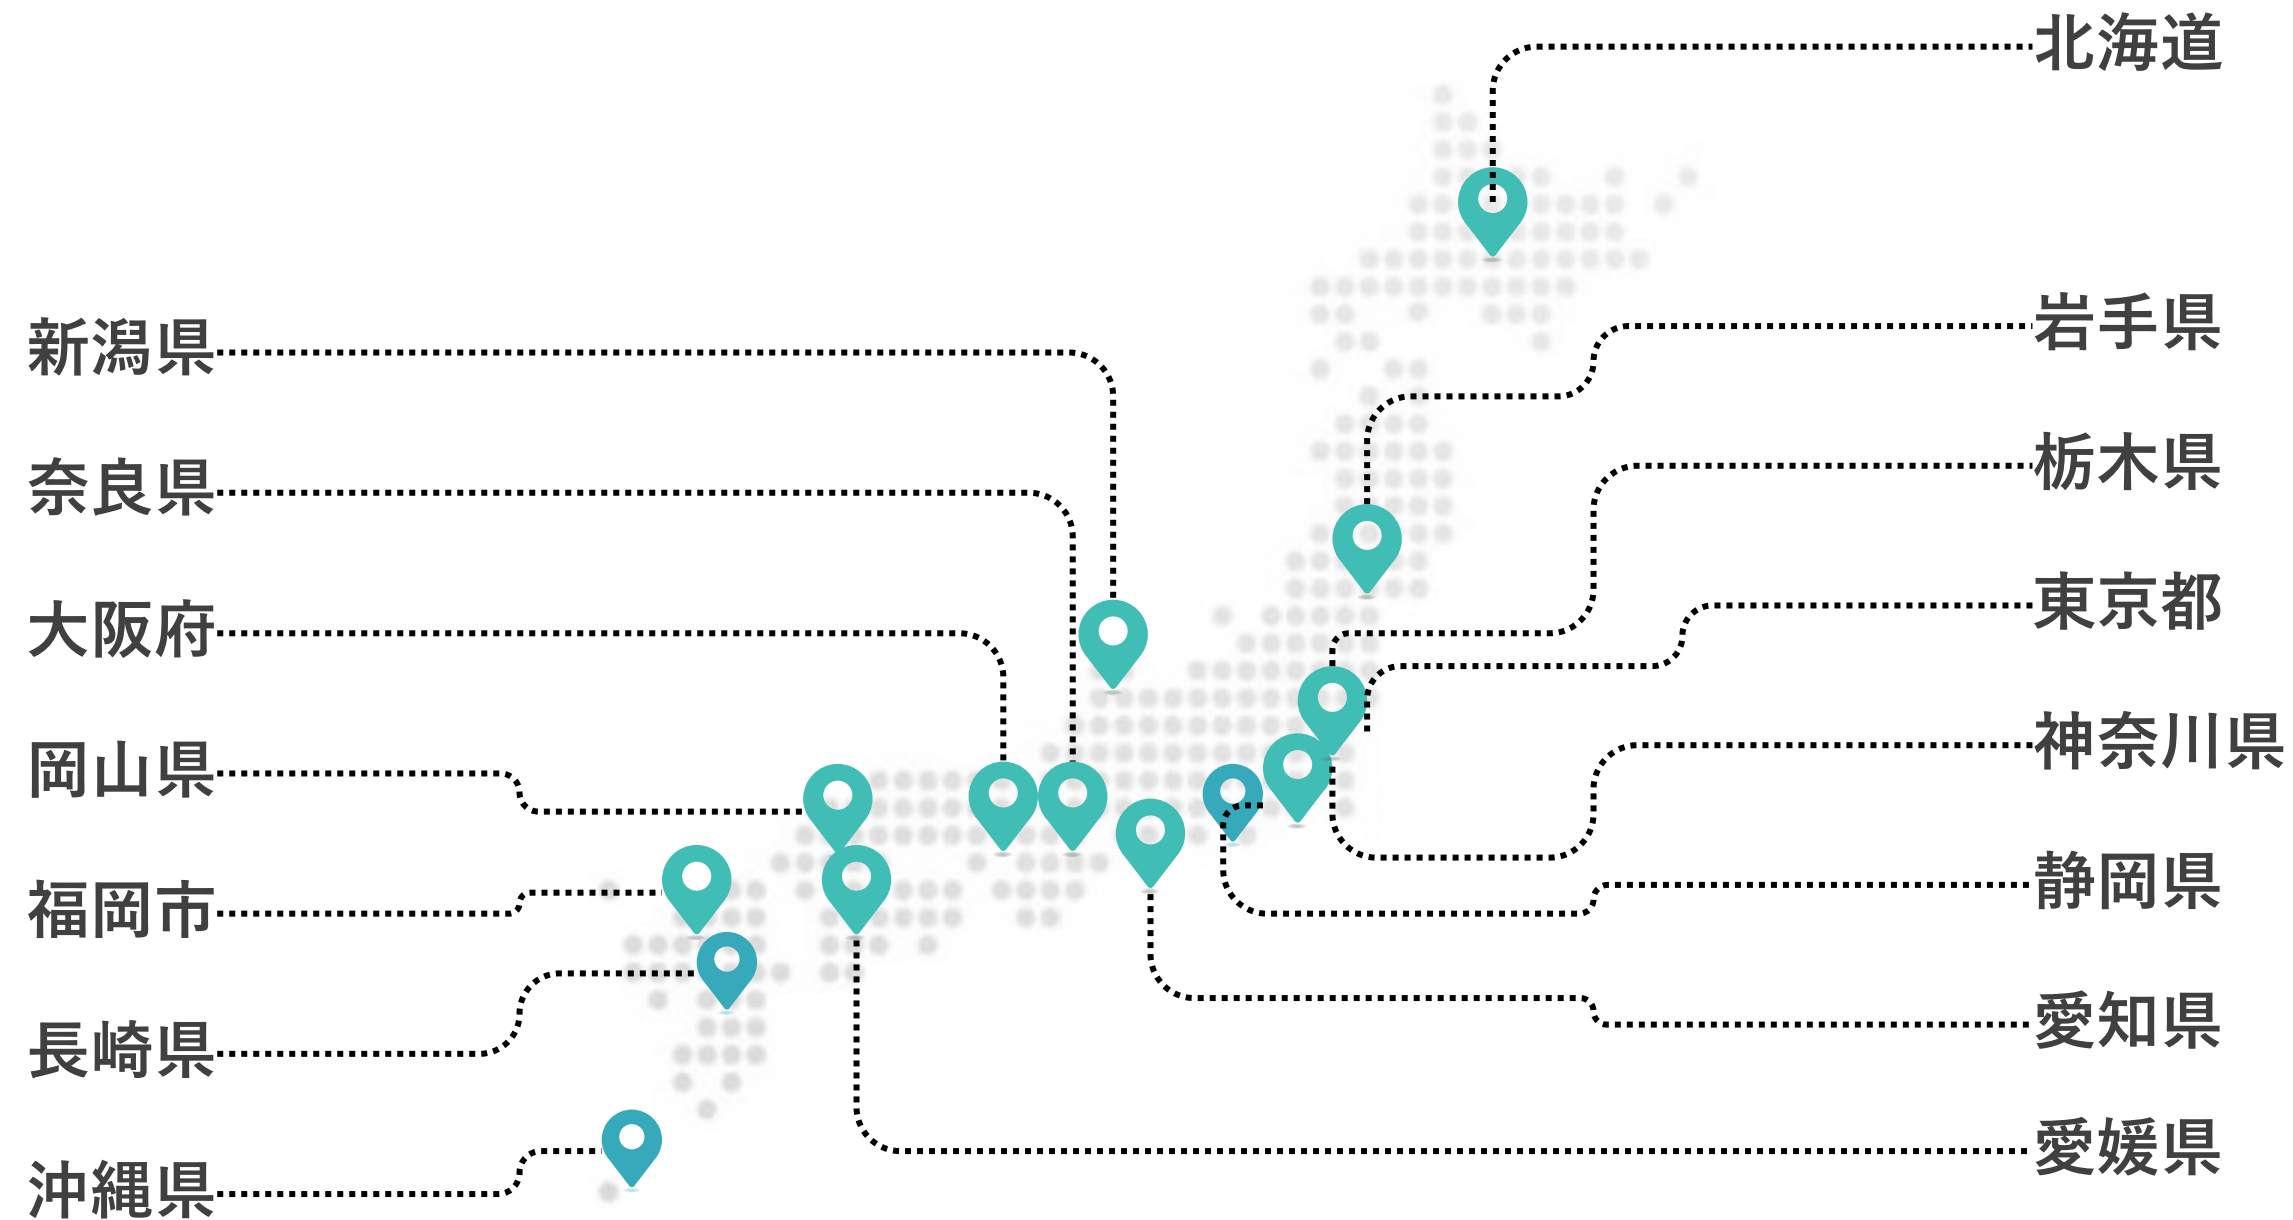 北海道
新潟県
岩手県
奈良県
栃木県
大阪府
東京都
岡山県
神奈川県
福岡市
静岡県
長崎県
愛知県
沖縄県
愛媛県